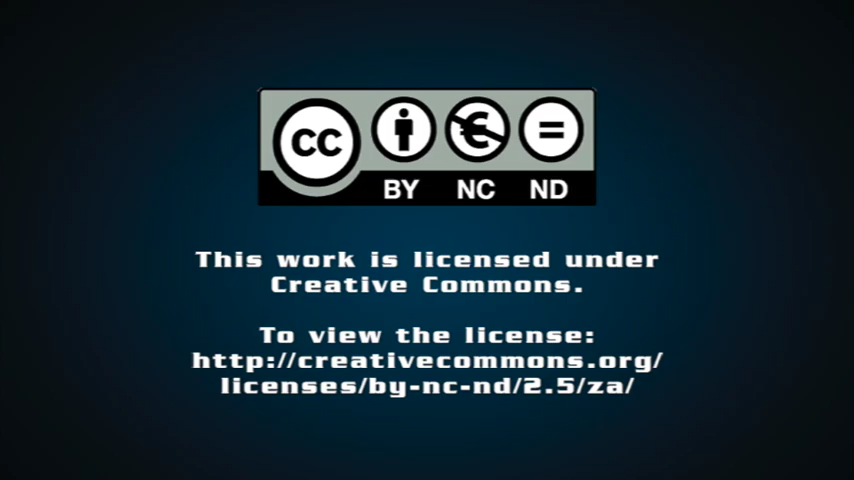 CC
BY NC ND
This work is licensed under
Creative Commons.
To view the license:
http://creativecommons.org/
licenses/by-nc-nd/2.5/za/